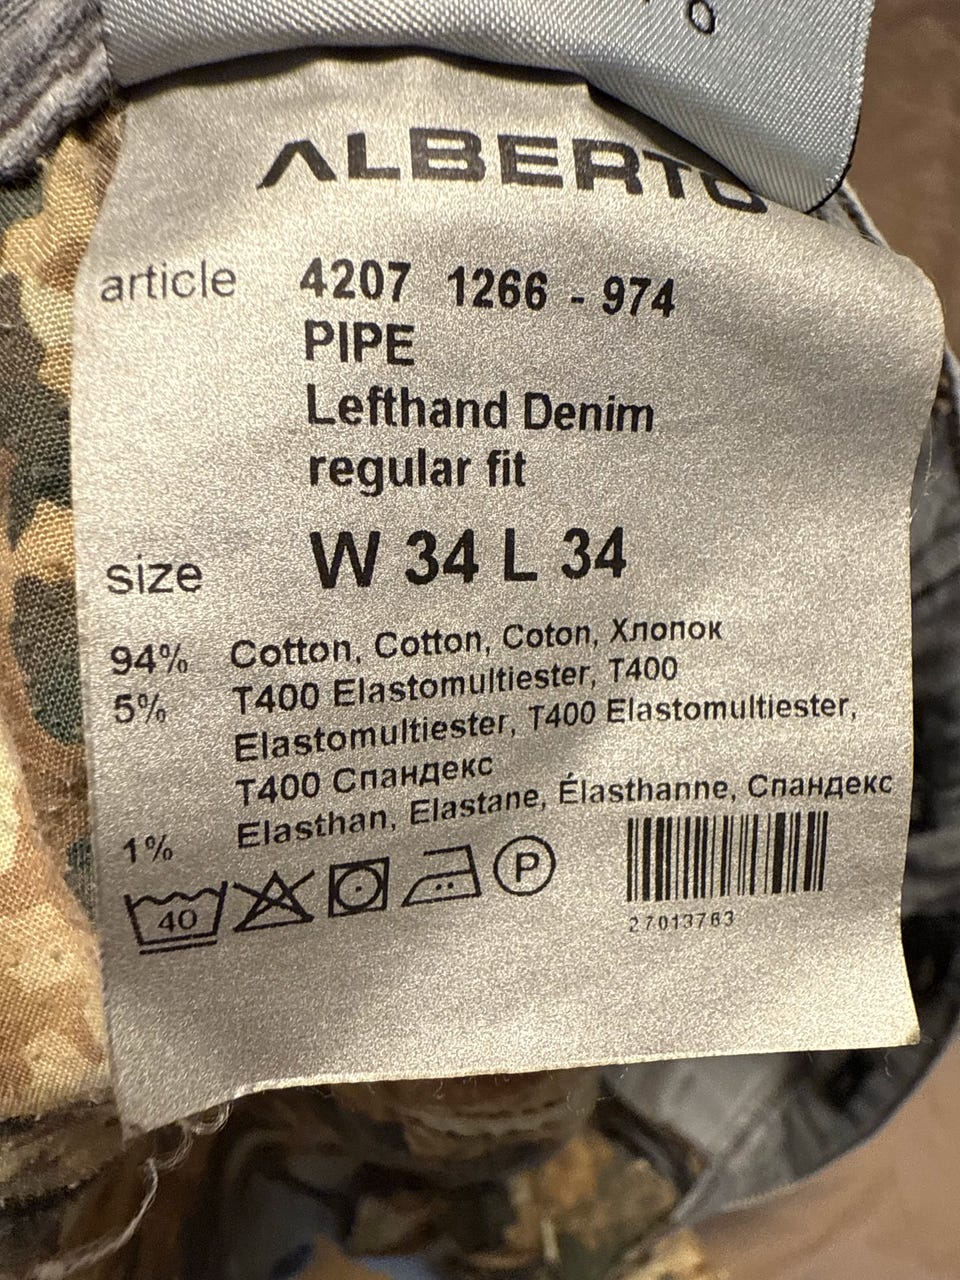 O
ALBERTO
article 4207 1266 - 974
PIPE
Lefthand Denim
regular fit
size W 34 L 34
94% Cotton, Cotton, Coton, Хлопок
5% T400 Elastomultiester, T400
Elastomultiester, T400 Elastomultiester,
T400 Спандекс
1% Elasthan, Elastane, Élasthanne, Спандекс
40 P
27013763